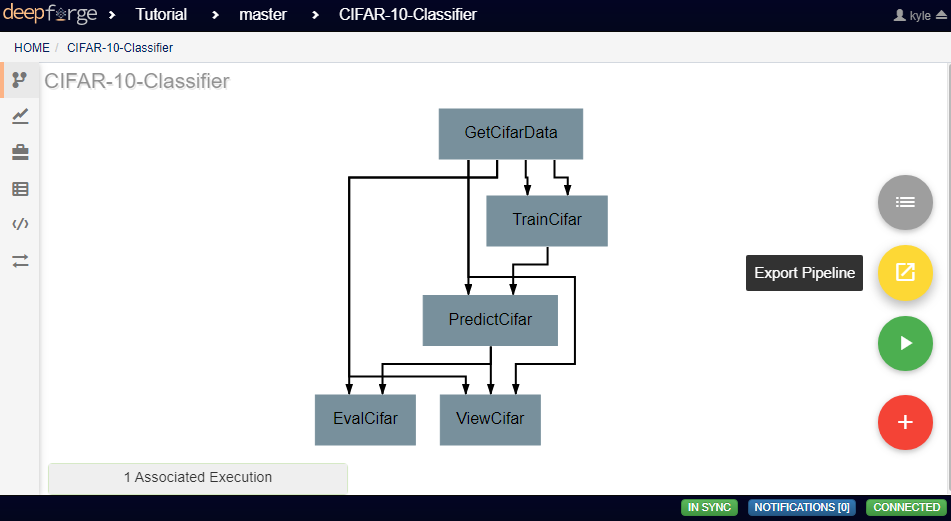 deepforge > Tutorial > master > CIFAR-10-Classifier kyle
HOME / CIFAR-10-Classifier
CIFAR-10-Classifier
GetCifarData
TrainCifar
Export Pipeline
PredictCifar
EvalCifar ViewCifar
1 Associated Execution
IN SYNC NOTIFICATIONS [0] CONNECTED